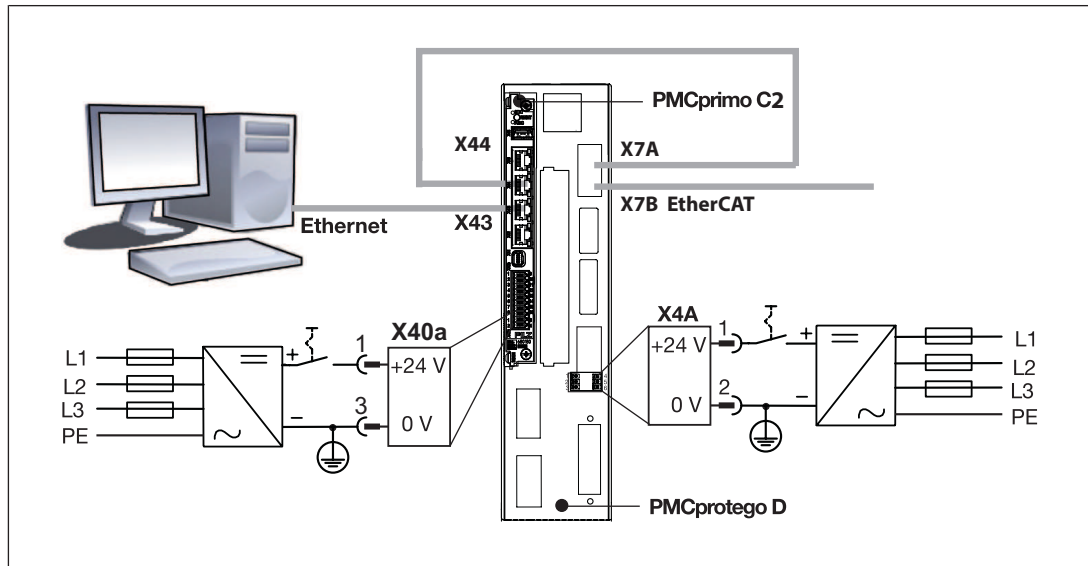 PMCprimo C2
X44
X7A
X7B EtherCAT
Ethernet
X43
X40a
X4A
L1
L2
L3
PE
+
−
1
+24 V
3
0 V
+24 V
1
0 V
2
+
−
L1
L2
L3
PE
PMCprotego D